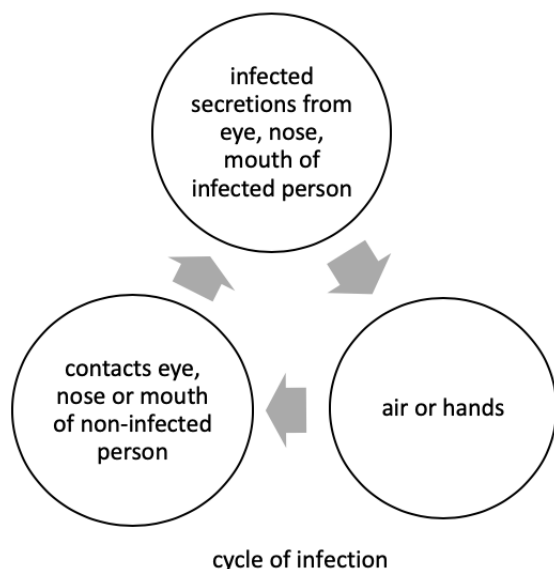 infected
secretions from
eye, nose,
mouth of
infected person
air or hands
contacts eye,
nose or mouth
of non-infected
person
cycle of infection